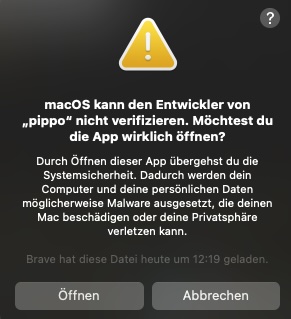 ?
macOS kann den Entwickler von
„pippo“ nicht verifizieren. Möchtest du
die App wirklich öffnen?
Durch Öffnen dieser App übergehst du die
Systemsicherheit. Dadurch werden dein
Computer und deine persönlichen Daten
möglicherweise Malware ausgesetzt, die deinen
Mac beschädigen oder deine Privatsphäre
verletzen kann.
Brave hat diese Datei heute um 12:19 geladen.
Öffnen Abbrechen